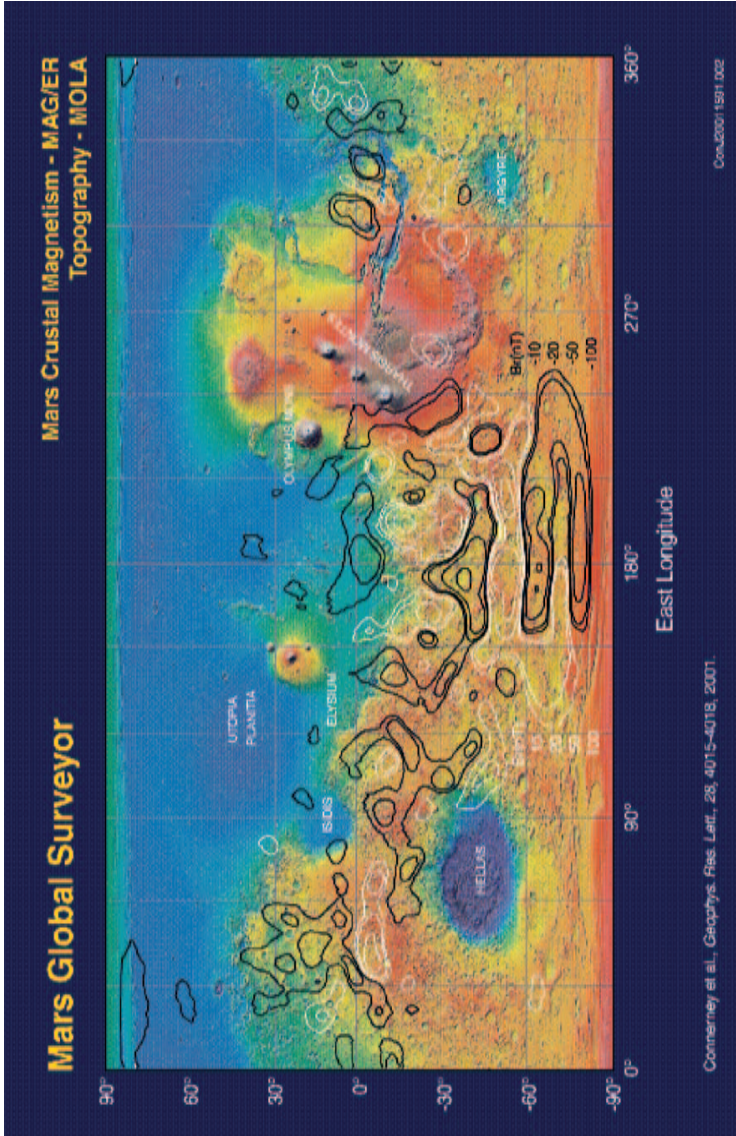 Mars Global Surveyor
Mars Crustal Magnetism - MAG/ER
Topography - MOLA
90°
60°
30°
0°
-30°
-60°
-90°
UTOPIA
PLANITIA
ELYSIUM
ISIDIS
HELLAS
OLYMPUS MONS
ARGYRE
Br(nT)
-10
-20
-50
-100
15
20
50
100
0°
90°
180°
270°
360°
East Longitude
Connerney et al., Geophys. Res. Lett., 28, 4015-4018, 2001.